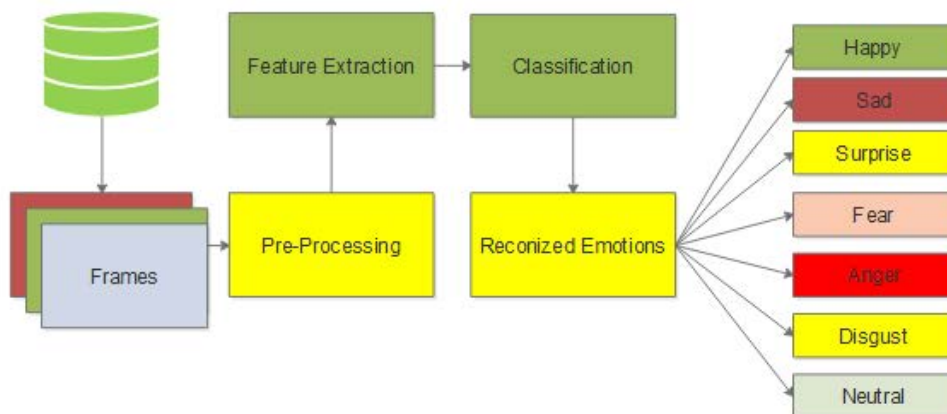 Feature Extraction
Classification
Happy
Sad
Surprise
Frames
Pre-Processing
Reconized Emotions
Fear
Anger
Disgust
Neutral